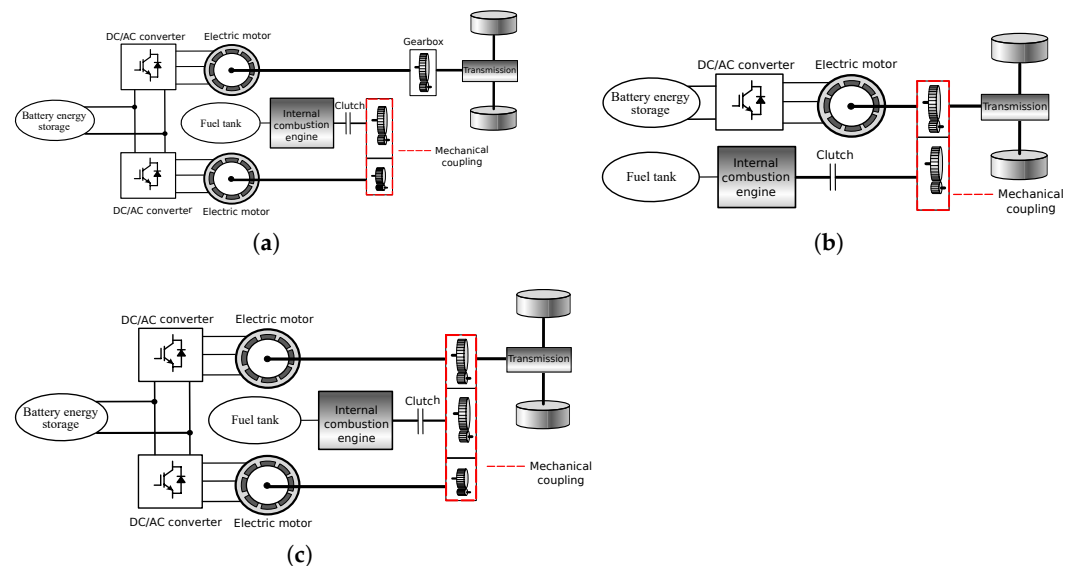 DC/AC converter
Electric motor
Gearbox
Transmission
Battery energy
storage
Fuel tank
Internal
combustion
engine
Clutch
Mechanical
coupling
DC/AC converter
Electric motor
(a)
DC/AC converter
Electric motor
Battery energy
storage
Transmission
Fuel tank
Internal
combustion
engine
Clutch
Mechanical
coupling
(b)
DC/AC converter
Electric motor
Transmission
Battery energy
storage
Fuel tank
Internal
combustion
engine
Clutch
Mechanical
coupling
DC/AC converter
Electric motor
(c)